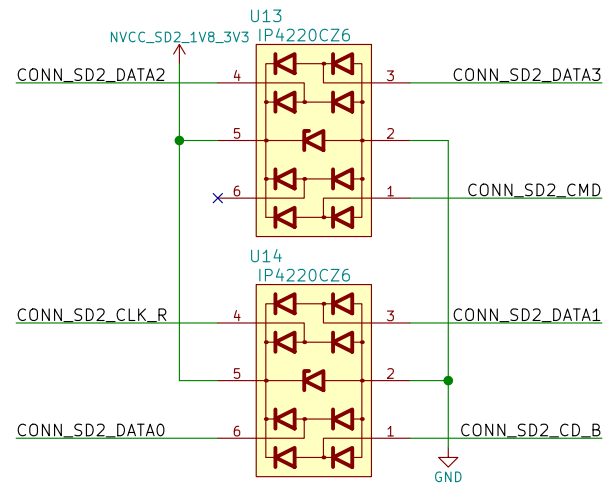 U13
NVCC_SD2_1V8_3V3
IP4220CZ6
CONN_SD2_DATA2 4 3 CONN_SD2_DATA3
5 2
6 1 CONN_SD2_CMD
U14
IP4220CZ6
CONN_SD2_CLK_R 4 3 CONN_SD2_DATA1
5 2
CONN_SD2_DATA0 6 1 CONN_SD2_CD_B
GND